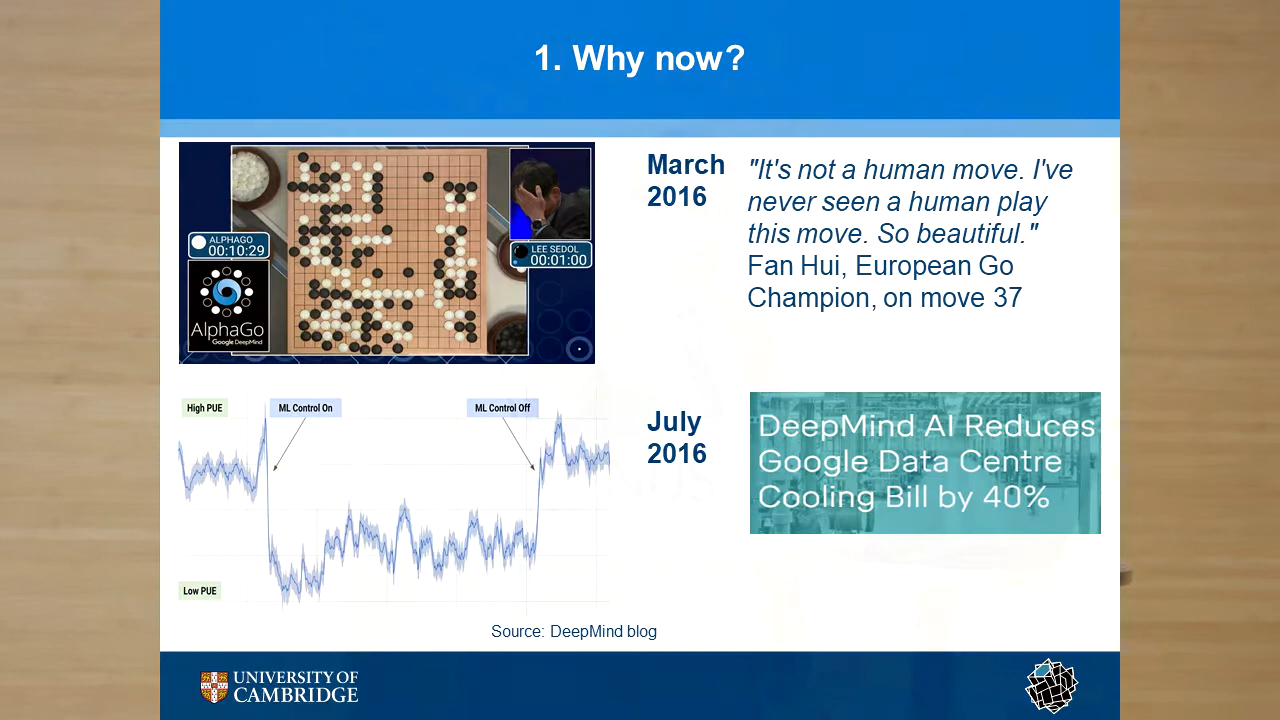 1. Why now?
ALPHAGO
00:10:29
LEE SEDOL
00:01:00
AlphaGo
Google DeepMind
March
2016
"It's not a human move. I've
never seen a human play
this move. So beautiful."
Fan Hui, European Go
Champion, on move 37
High PUE
ML Control On
ML Control Off
Low PUE
July
2016
DeepMind AI Reduces
Google Data Centre
Cooling Bill by 40%
Source: DeepMind blog
UNIVERSITY OF
CAMBRIDGE